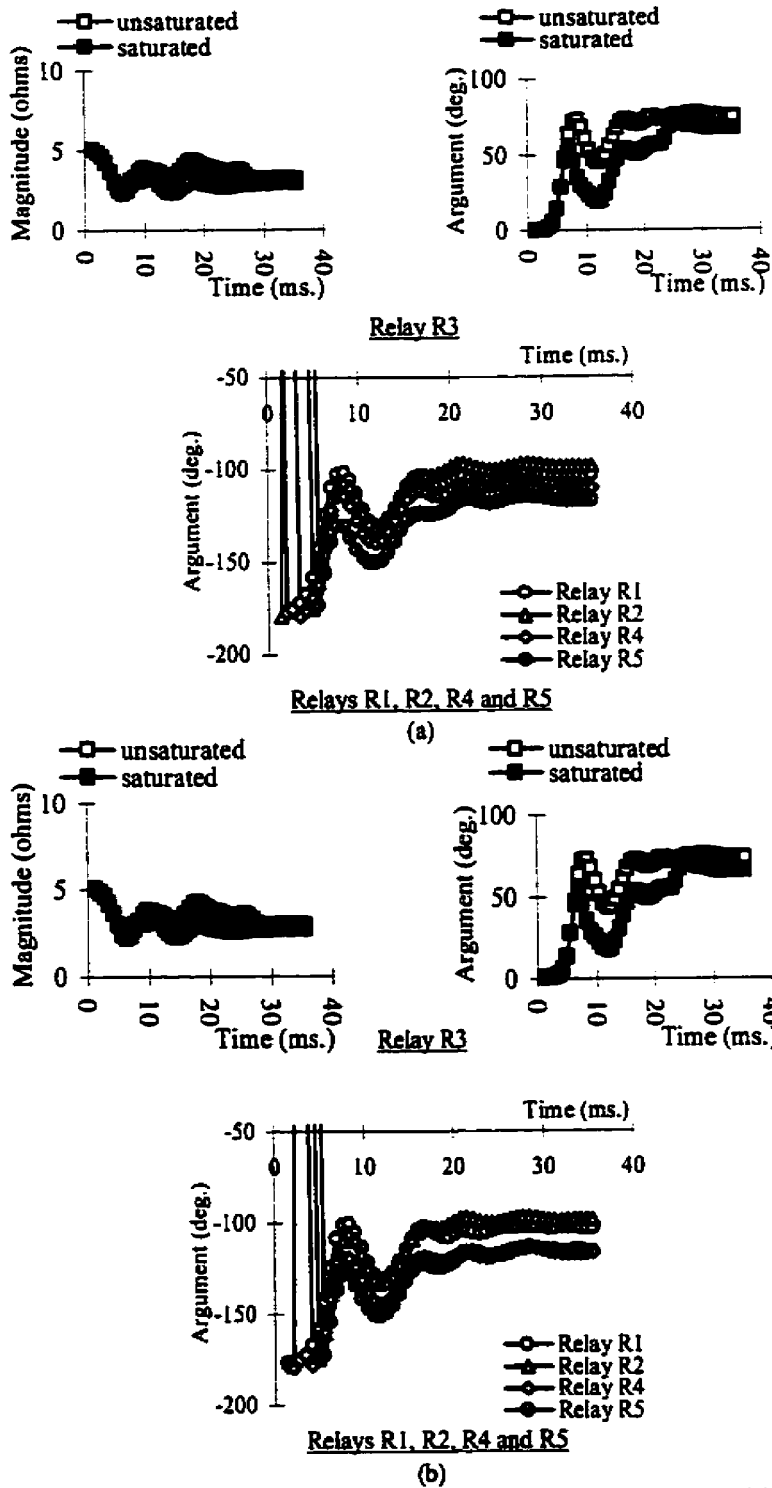 unsaturated
saturated
Magnitude (ohms)
10
5
0
0
10
20
30
40
Time (ms.)
unsaturated
saturated
Argument (deg.)
100
50
0
0
10
20
30
40
Time (ms.)
Relay R3
Time (ms.)
-50
0
10
20
30
40
Argument (deg.)
-100
-150
-200
Relay R1
Relay R2
Relay R4
Relay R5
Relays R1, R2, R4 and R5
(a)
unsaturated
saturated
Magnitude (ohms)
10
5
0
0
10
20
30
40
Time (ms.)
unsaturated
saturated
Argument (deg.)
100
50
0
0
10
20
30
40
Time (ms.)
Relay R3
Time (ms.)
-50
0
10
20
30
40
Argument (deg.)
-100
-150
-200
Relay R1
Relay R2
Relay R4
Relay R5
Relays R1, R2, R4 and R5
(b)